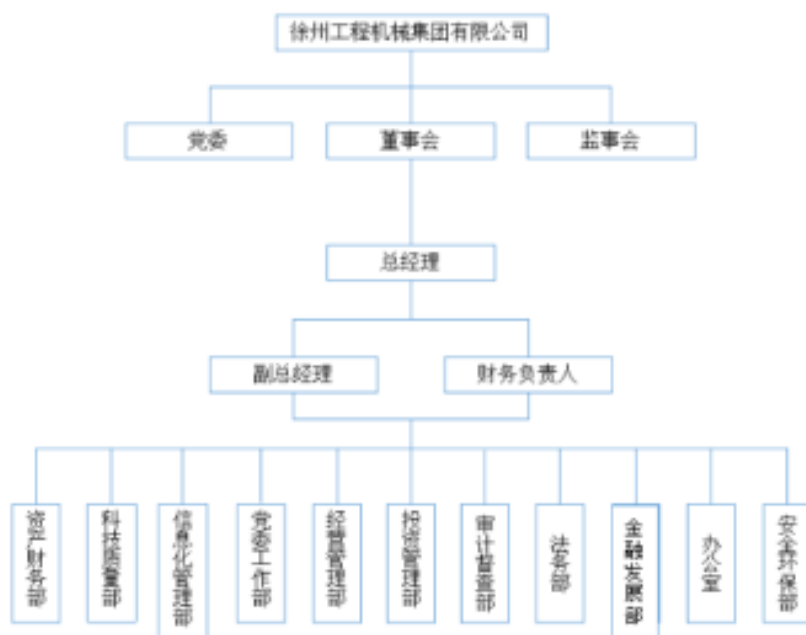 徐州工程机械集团有限公司
党委
董事会
监事会
总经理
副总经理
财务负责人
资产财务部
科技质量部
信息化管理部
党委工作部
经营管理部
投资管理部
审计督查部
法务部
金融发展部
办公室
安全环保部